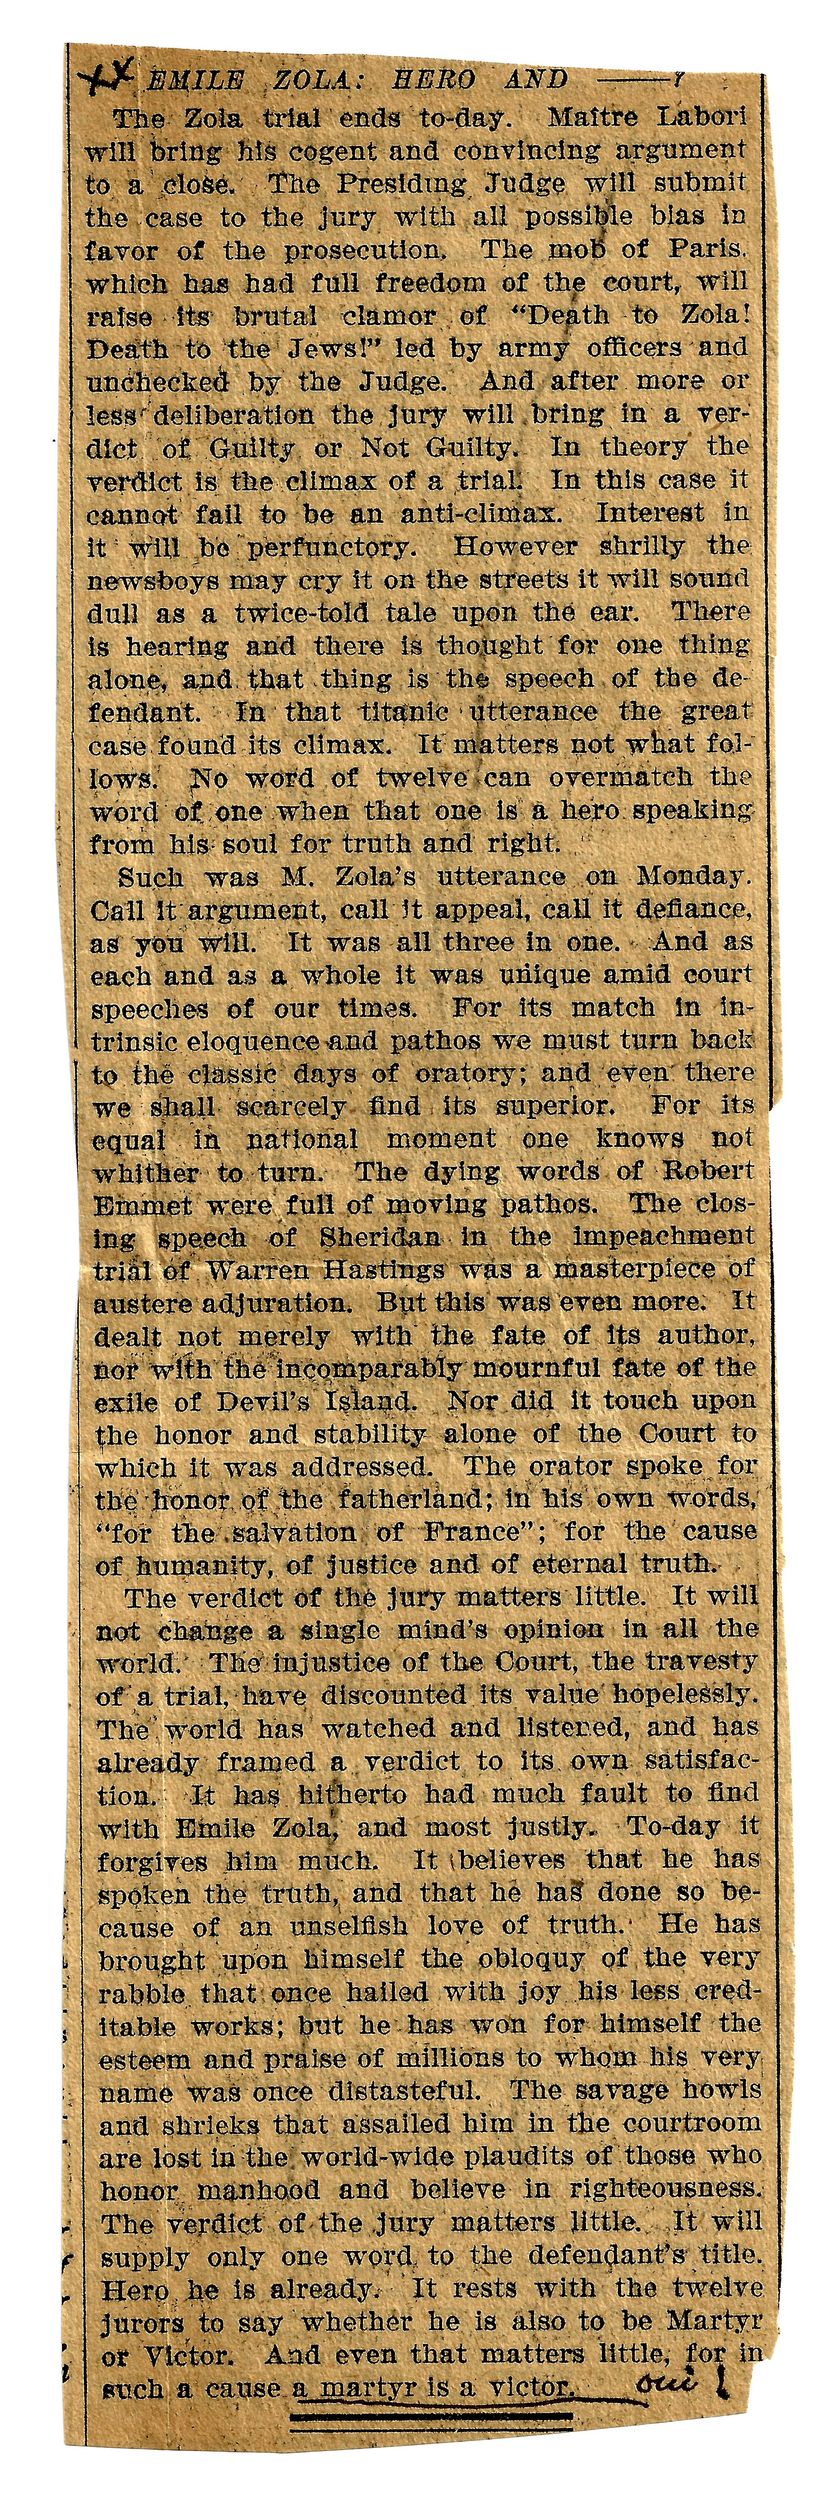 xx EMILE ZOLA: HERO AND ——?
The Zola trial ends to-day. Maître Labori
will bring his cogent and convincing argument
to a close. The Presiding Judge will submit
the case to the jury with all possible bias in
favor of the prosecution. The mob of Paris,
which has had full freedom of the court, will
raise its brutal clamor of “Death to Zola!
Death to the Jews!” led by army officers and
unchecked by the Judge. And after more or
less deliberation the jury will bring in a ver-
dict of Guilty or Not Guilty. In theory the
verdict is the climax of a trial. In this case it
cannot fail to be an anti-climax. Interest in
it will be perfunctory. However shrilly the
newsboys may cry it on the streets it will sound
dull as a twice-told tale upon the ear. There
is hearing and there is thought for one thing
alone, and that thing is the speech of the de-
fendant. In that titanic utterance the great
case found its climax. It matters not what fol-
lows. No word of twelve can overmatch the
word of one when that one is a hero speaking
from his soul for truth and right.
Such was M. Zola’s utterance on Monday.
Call it argument, call it appeal, call it defiance,
as you will. It was all three in one. And as
each and as a whole it was unique amid court
speeches of our times. For its match in in-
trinsic eloquence and pathos we must turn back
to the classic days of oratory; and even there
we shall scarcely find its superior. For its
equal in national moment one knows not
whither to turn. The dying words of Robert
Emmet were full of moving pathos. The clos-
ing speech of Sheridan in the impeachment
trial of Warren Hastings was a masterpiece of
austere adjuration. But this was even more. It
dealt not merely with the fate of its author,
nor with the incomparably mournful fate of the
exile of Devil’s Island. Nor did it touch upon
the honor and stability alone of the Court to
which it was addressed. The orator spoke for
the honor of the fatherland; in his own words,
“for the salvation of France”; for the cause
of humanity, of justice and of eternal truth.
The verdict of the jury matters little. It will
not change a single mind’s opinion in all the
world. The injustice of the Court, the travesty
of a trial, have discounted its value hopelessly.
The world has watched and listened, and has
already framed a verdict to its own satisfac-
tion. It has hitherto had much fault to find
with Emile Zola, and most justly. To-day it
forgives him much. It believes that he has
spoken the truth, and that he has done so be-
cause of an unselfish love of truth. He has
brought upon himself the obloquy of the very
rabble that once hailed with joy his less cred-
itable works; but he has won for himself the
esteem and praise of millions to whom his very
name was once distasteful. The savage howls
and shrieks that assailed him in the courtroom
are lost in the world-wide plaudits of those who
honor manhood and believe in righteousness.
The verdict of the jury matters little. It will
supply only one word to the defendant’s title.
Hero he is already. It rests with the twelve
jurors to say whether he is also to be Martyr
or Victor. And even that matters little, for in
such a cause a martyr is a victor. oui!